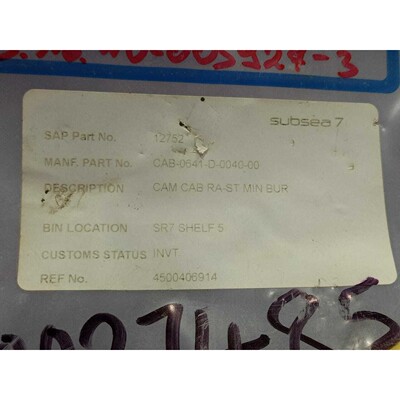 subsea 7
SAP Part No. 12752
MANF. PART No. CAB-0641-D-0040-00
DESCRIPTION CAM CAB RA-ST MIN BUR
BIN LOCATION SR7 SHELF 5
CUSTOMS STATUS INVT
REF No. 4500406914